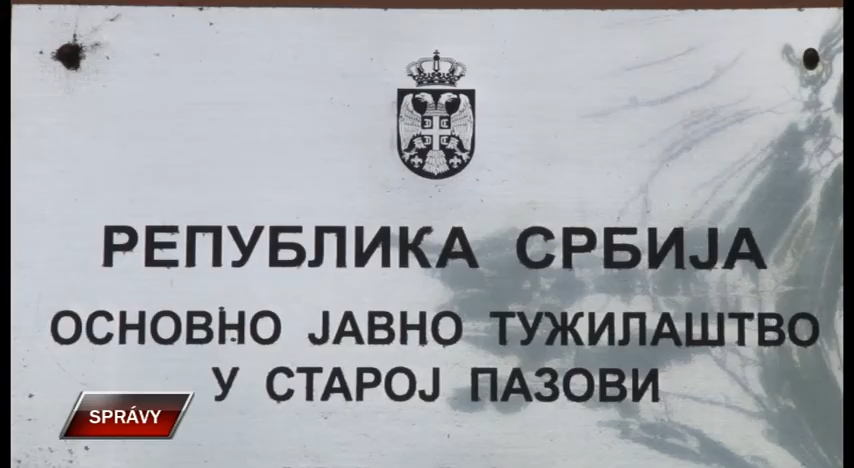 РЕПУБЛИКА СРБИЈА
ОСНОВНО ЈАВНО ТУЖИЛАШТВО
У СТАРОЈ ПАЗОВИ
SPRÁVY